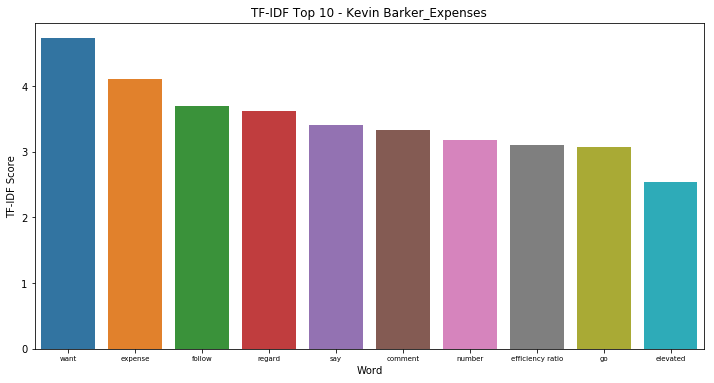 TF-IDF Top 10 - Kevin Barker_Expenses
TF-IDF Score
4
3
2
1
0
want expense follow regard say comment number efficiency ratio go elevated
Word